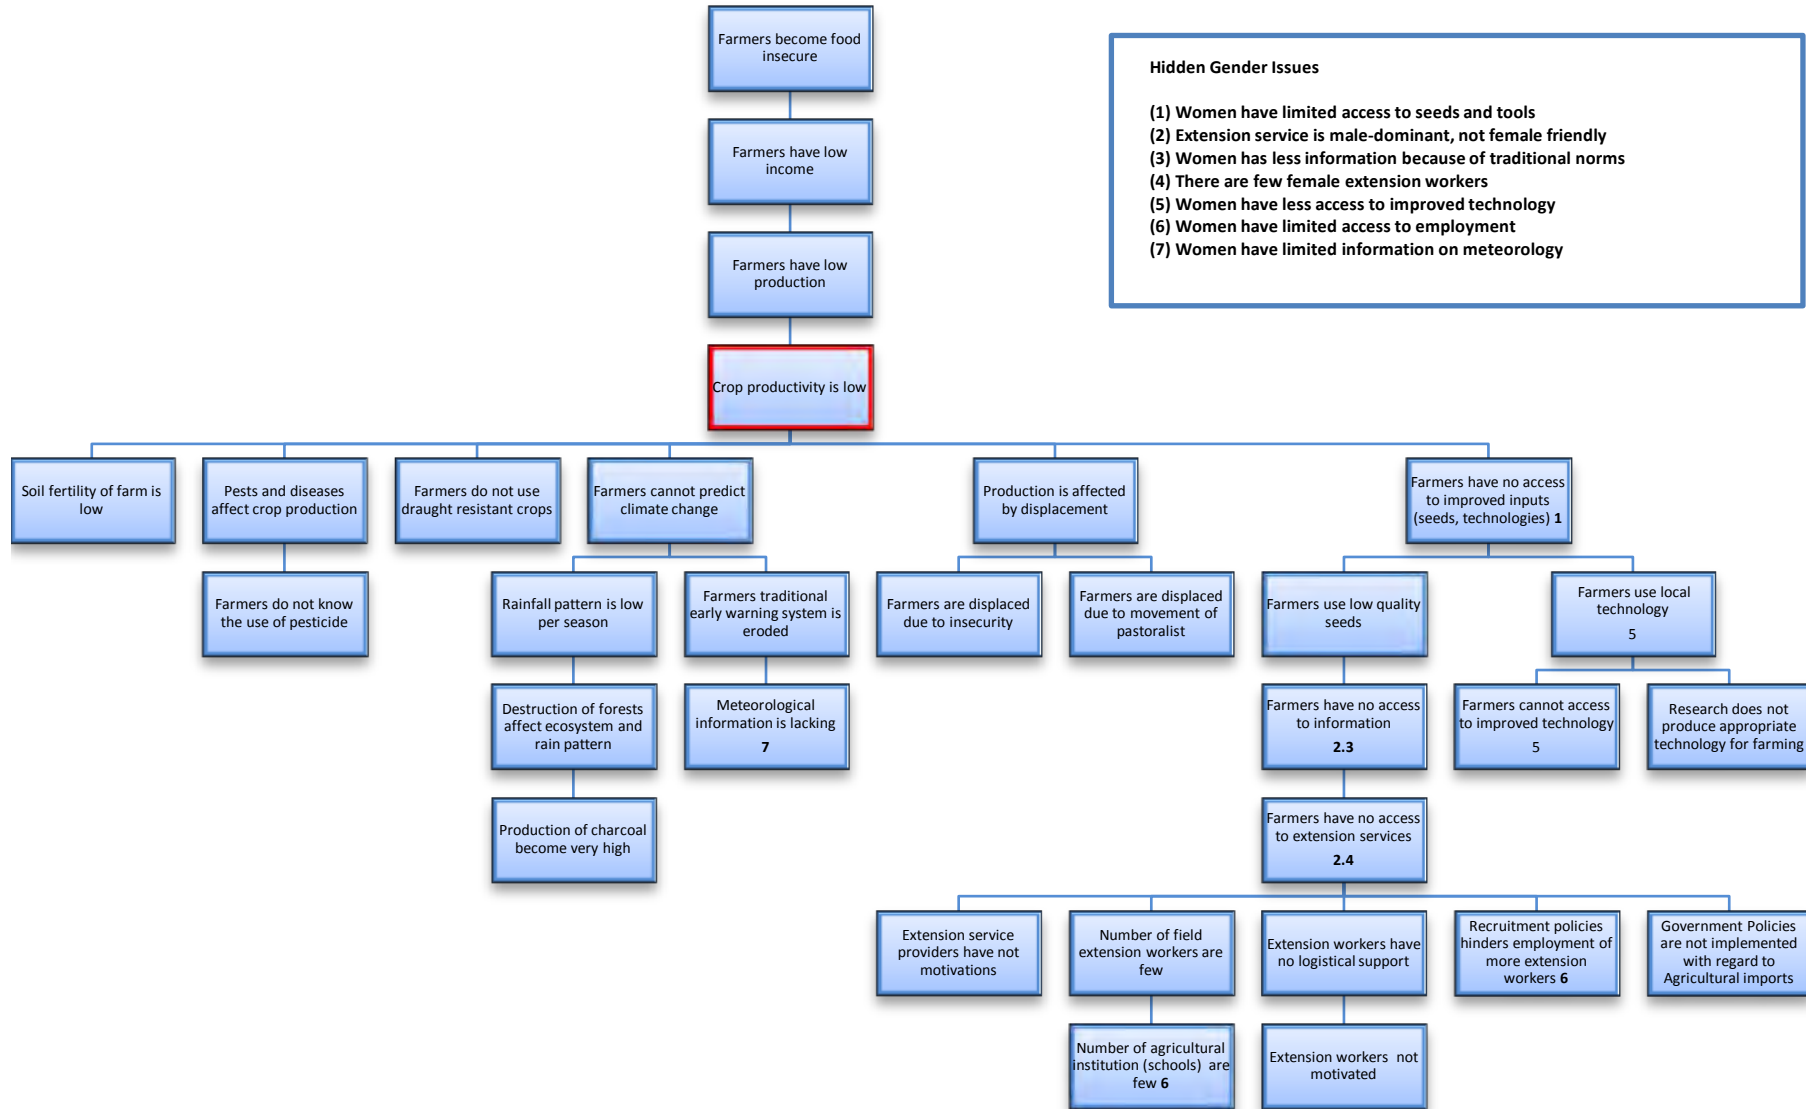 Farmers become food
insecure
Hidden Gender Issues
(1) Women have limited access to seeds and tools
(2) Extension service is male-dominant, not female friendly
(3) Women has less information because of traditional norms
(4) There are few female extension workers
(5) Women have less access to improved technology
(6) Women have limited access to employment
(7) Women have limited information on meteorology
Farmers have low
income
Farmers have low
production
Crop productivity is low
Soil fertility of farm is
low
Pests and diseases
affect crop production
Farmers do not use
draught resistant crops
Farmers cannot predict
climate change
Production is affected
by displacement
Farmers have no access
to improved inputs
(seeds, technologies) 1
Farmers do not know
the use of pesticide
Rainfall pattern is low
per season
Farmers traditional
early warning system is
eroded
Farmers are displaced
due to insecurity
Farmers are displaced
due to movement of
pastoralist
Farmers use low quality
seeds
Farmers use local
technology
5
Destruction of forests
affect ecosystem and
rain pattern
Meteorological
information is lacking
7
Farmers have no access
to information
2.3
Farmers cannot access
to improved technology
5
Research does not
produce appropriate
technology for farming
Production of charcoal
become very high
Farmers have no access
to extension services
2.4
Extension service
providers have not
motivations
Number of field
extension workers are
few
Extension workers have
no logistical support
Recruitment policies
hinders employment of
more extension
workers 6
Government Policies
are not implemented
with regard to
Agricultural imports
Number of agricultural
institution (schools) are
few 6
Extension workers not
motivated